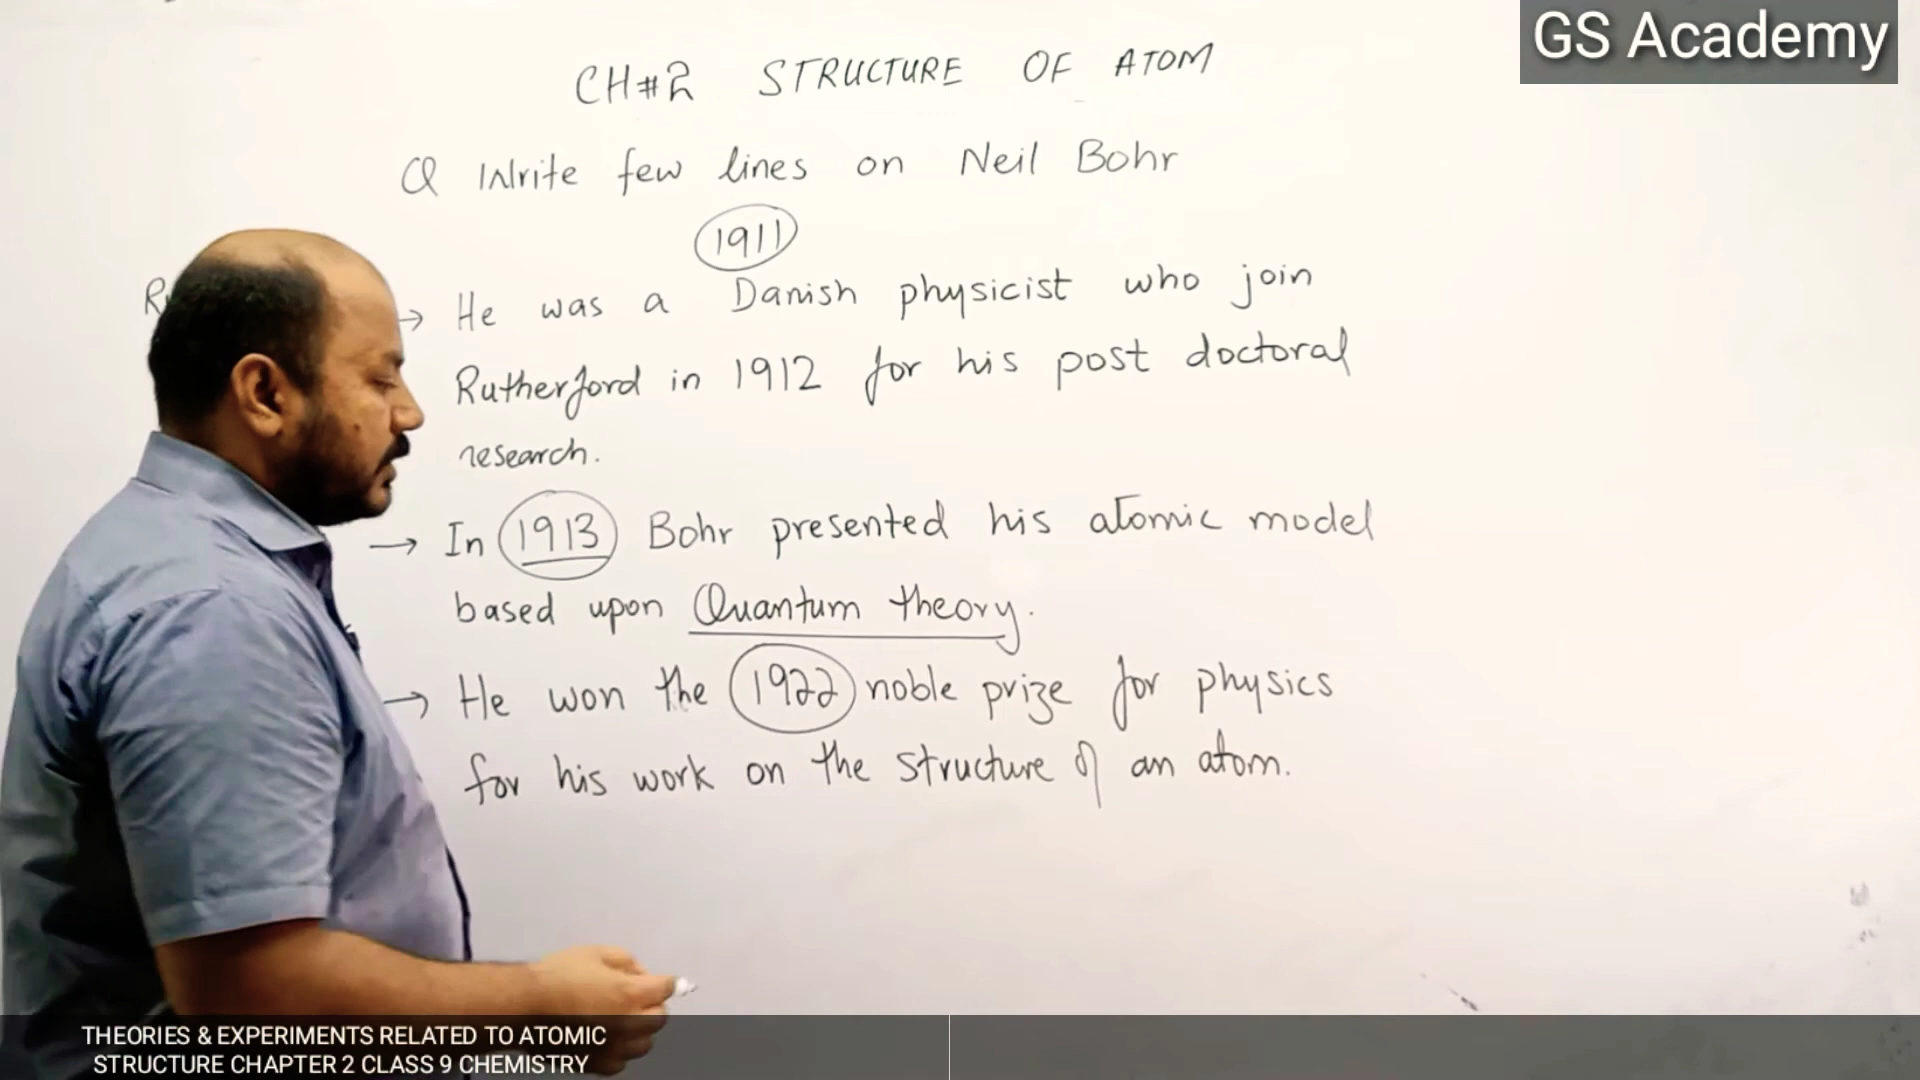 GS Academy
CH#2 STRUCTURE OF ATOM
Q Write few lines on Neil Bohr
1911
→ He was a Danish physicist who join
Rutherford in 1912 for his post doctoral
research.
→ In 1913 Bohr presented his atomic model
based upon Quantum theory.
→ He won the 1922 noble prize for physics
for his work on the structure of an atom.
THEORIES & EXPERIMENTS RELATED TO ATOMIC
STRUCTURE CHAPTER 2 CLASS 9 CHEMISTRY